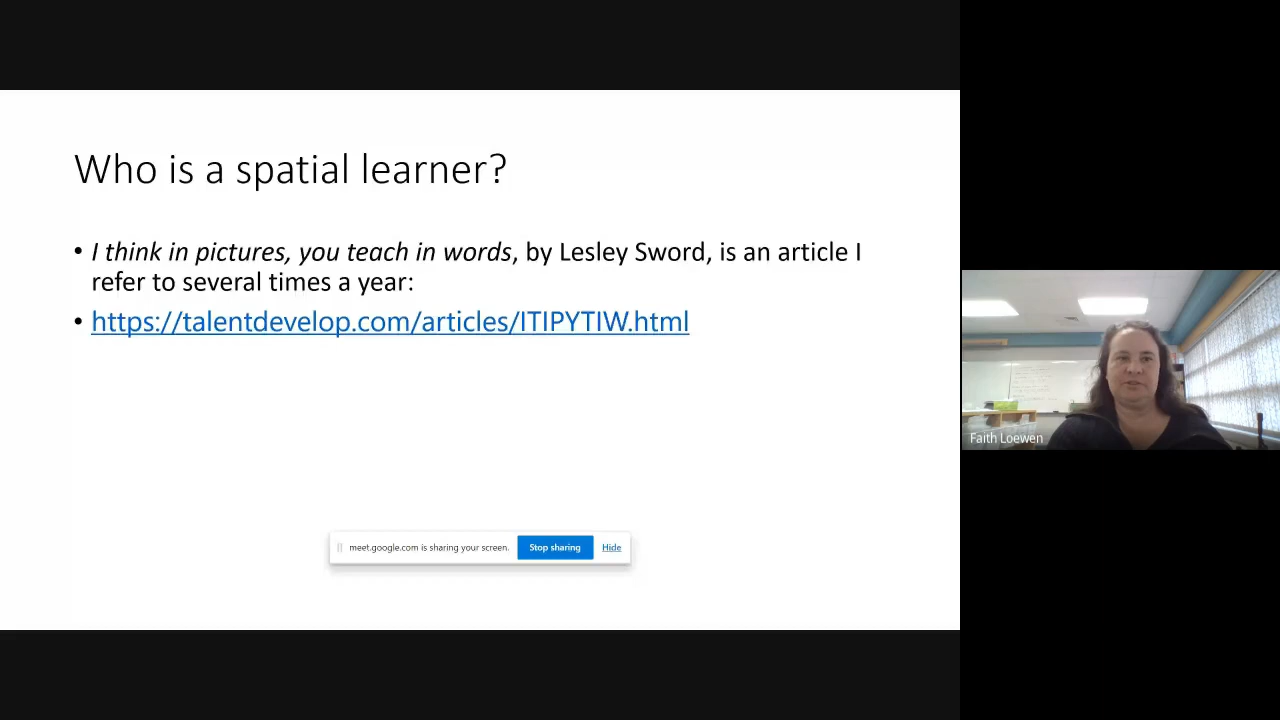 Who is a spatial learner?
• I think in pictures, you teach in words, by Lesley Sword, is an article I
refer to several times a year:
• https://talentdevelop.com/articles/ITIPYTIW.html
Faith Loewen
meet.google.com is sharing your screen. Stop sharing Hide